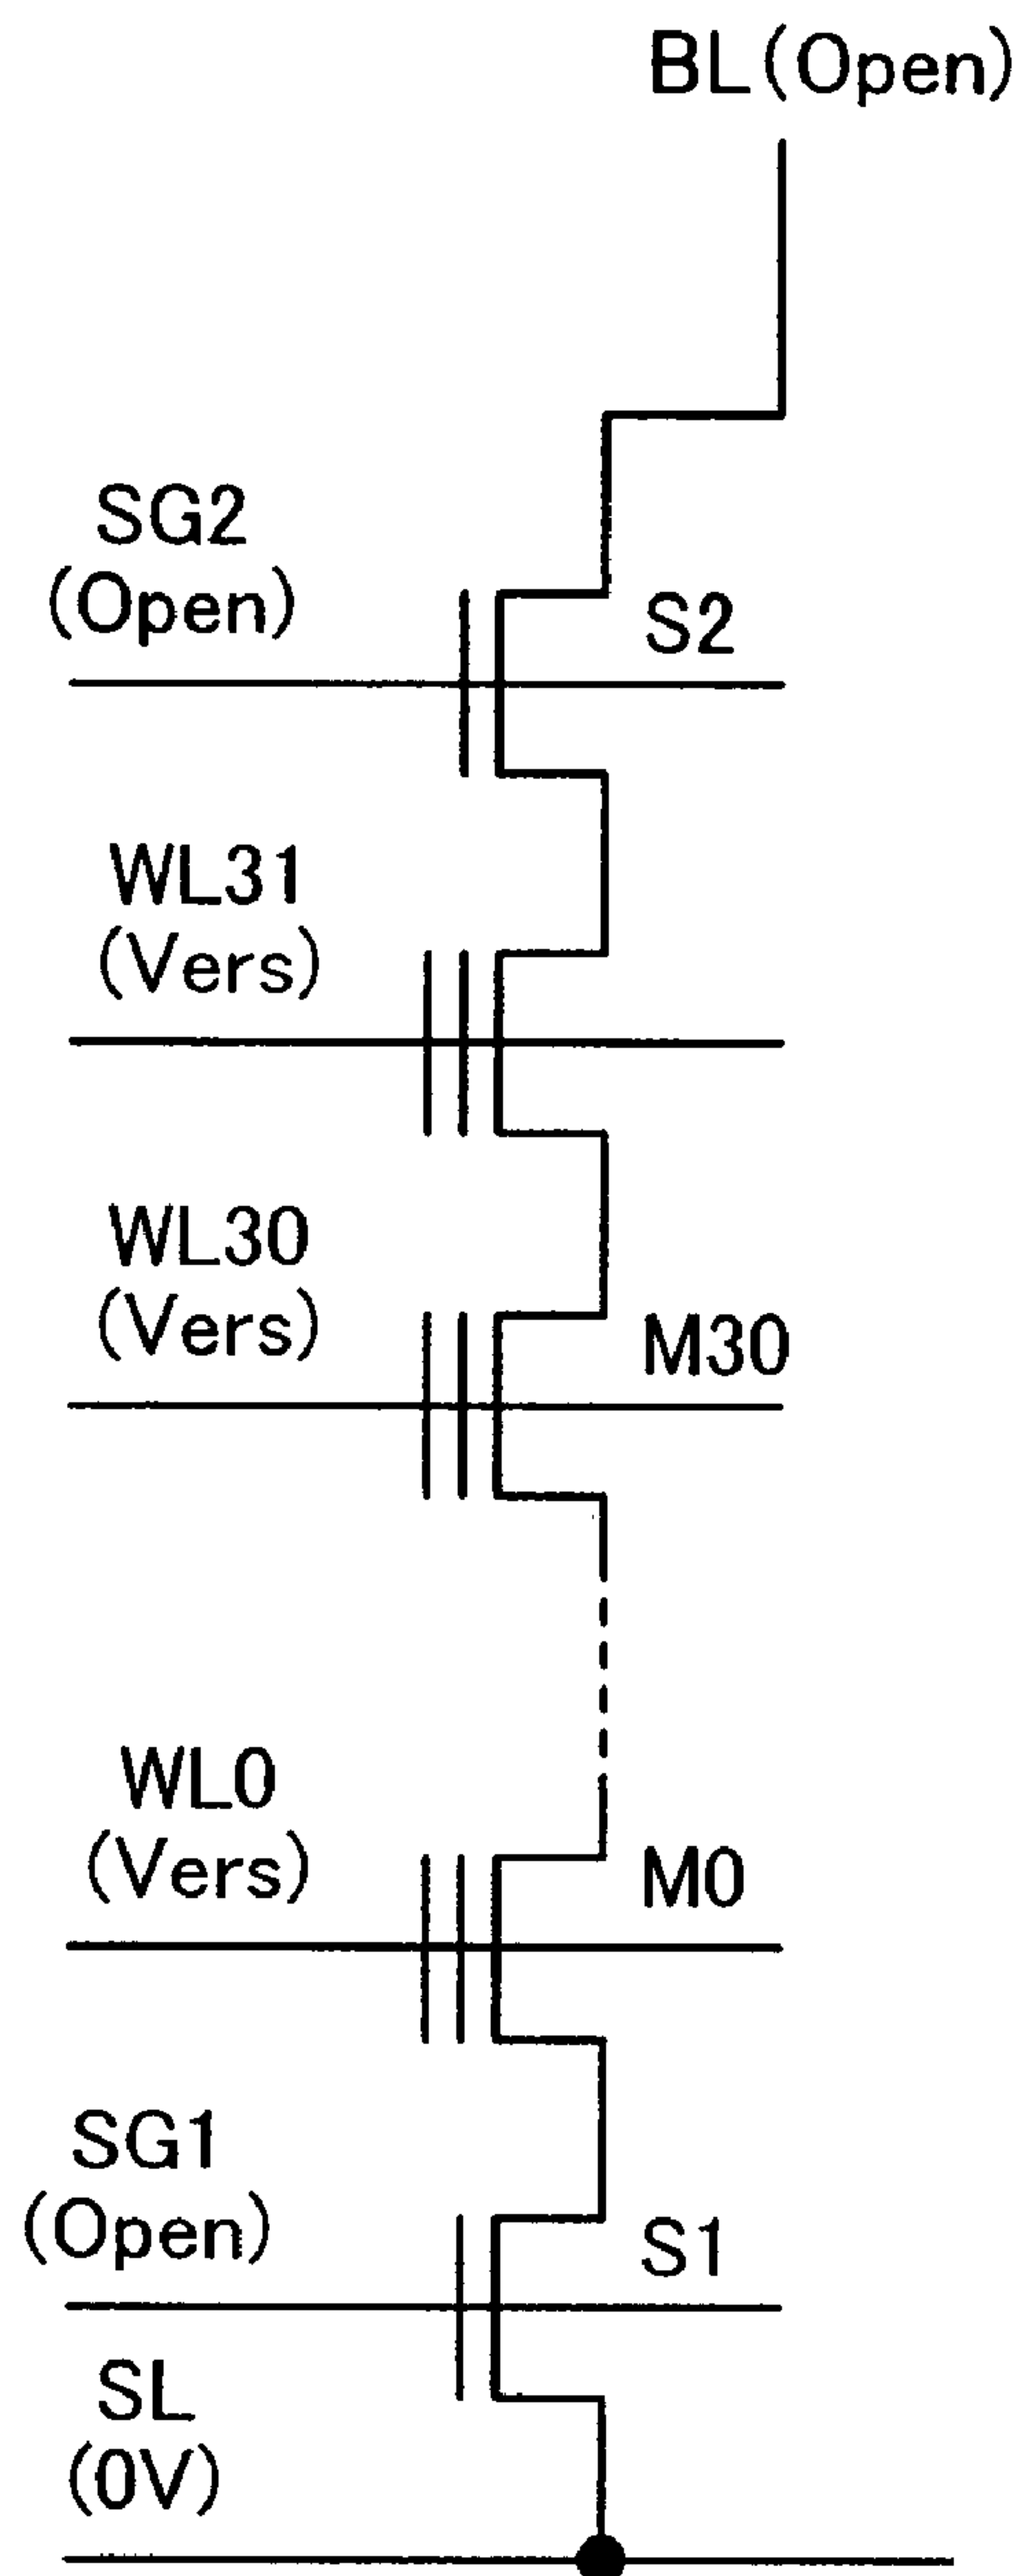 BL(Open)
SG2
(Open)
S2
WL31
(Vers)
WL30
(Vers)
M30
WL0
(Vers)
M0
SG1
(Open)
S1
SL
(0V)